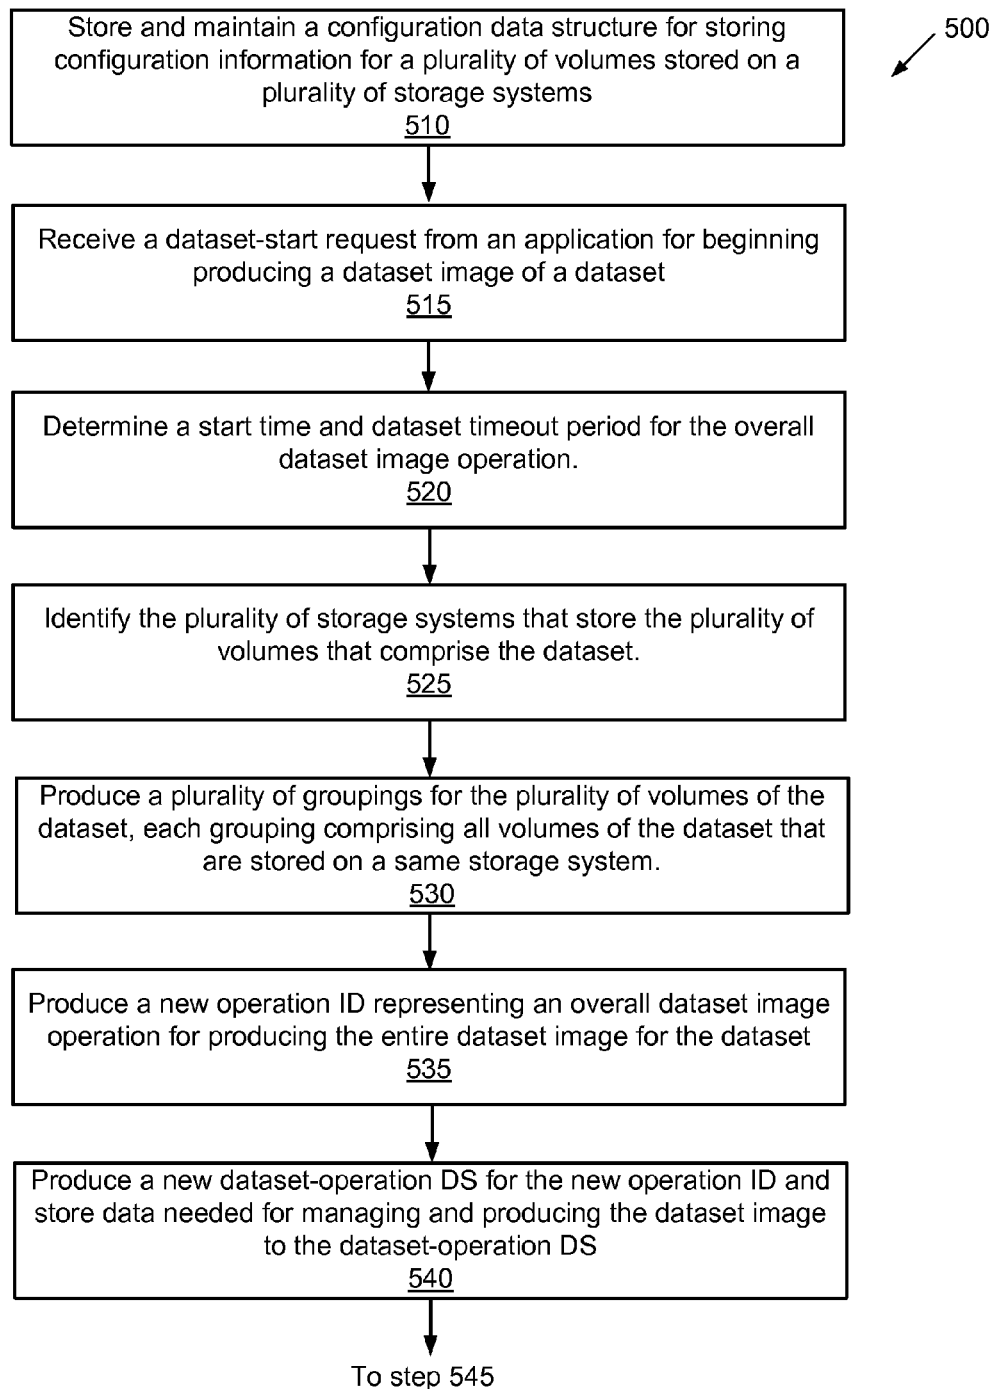 Store and maintain a configuration data structure for storing
configuration information for a plurality of volumes stored on a
plurality of storage systems
510
500
Receive a dataset-start request from an application for beginning
producing a dataset image of a dataset
515
Determine a start time and dataset timeout period for the overall
dataset image operation.
520
Identify the plurality of storage systems that store the plurality of
volumes that comprise the dataset.
525
Produce a plurality of groupings for the plurality of volumes of the
dataset, each grouping comprising all volumes of the dataset that
are stored on a same storage system.
530
Produce a new operation ID representing an overall dataset image
operation for producing the entire dataset image for the dataset
535
Produce a new dataset-operation DS for the new operation ID and
store data needed for managing and producing the dataset image
to the dataset-operation DS
540
To step 545